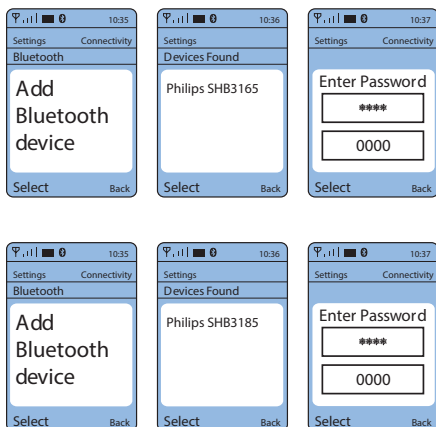 10:35
Settings Connectivity
Bluetooth
Add
Bluetooth
device
Select Back
10:36
Settings
Devices Found
Philips SHB3165
Select Back
10:37
Settings Connectivity
Enter Password
****
0000
Select Back
10:35
Settings Connectivity
Bluetooth
Add
Bluetooth
device
Select Back
10:36
Settings
Devices Found
Philips SHB3185
Select Back
10:37
Settings Connectivity
Enter Password
****
0000
Select Back